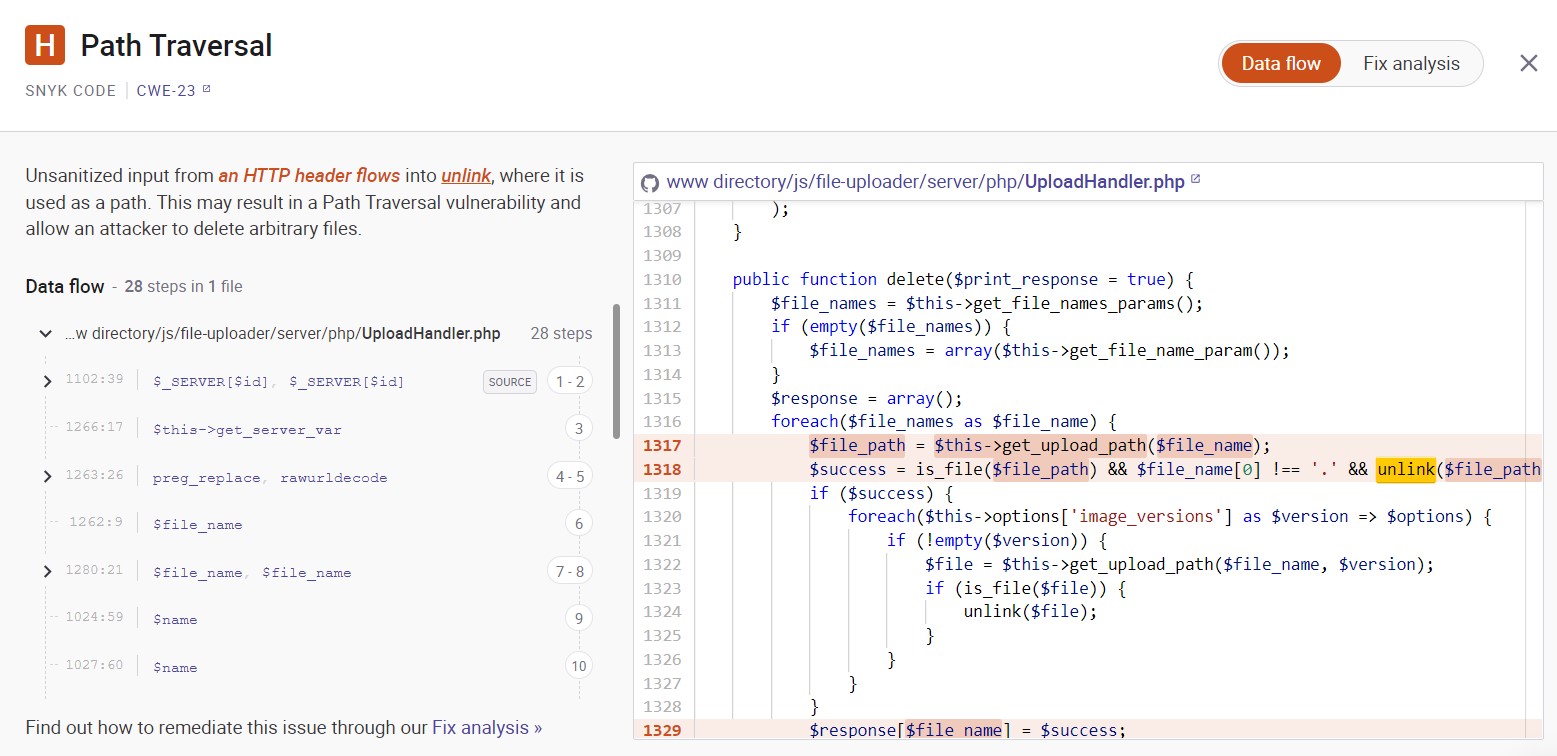 H Path Traversal
SNYK CODE | CWE-23
Data flow Fix analysis
Unsanitized input from an HTTP header flows into unlink, where it is
used as a path. This may result in a Path Traversal vulnerability and
allow an attacker to delete arbitrary files.
Data flow - 28 steps in 1 file
...w directory/js/file-uploader/server/php/UploadHandler.php 28 steps
1102:39 $_SERVER[$id], $_SERVER[$id] SOURCE 1 - 2
1266:17 $this->get_server_var 3
1263:26 preg_replace, rawurldecode 4 - 5
1262:9 $file_name 6
1280:21 $file_name, $file_name 7 - 8
1024:59 $name 9
1027:60 $name 10
Find out how to remediate this issue through our Fix analysis »
www directory/js/file-uploader/server/php/UploadHandler.php
1307 );
1308 }
1309
1310 public function delete($print_response = true) {
1311 $file_names = $this->get_file_names_params();
1312 if (empty($file_names)) {
1313 $file_names = array($this->get_file_name_param());
1314 }
1315 $response = array();
1316 foreach($file_names as $file_name) {
1317 $file_path = $this->get_upload_path($file_name);
1318 $success = is_file($file_path) && $file_name[0] !== '.' && unlink($file_path
1319 if ($success) {
1320 foreach($this->options['image_versions'] as $version => $options) {
1321 if (!empty($version)) {
1322 $file = $this->get_upload_path($file_name, $version);
1323 if (is_file($file)) {
1324 unlink($file);
1325 }
1326 }
1327 }
1328 }
1329 $response[$file_name] = $success;